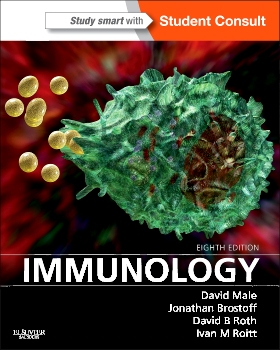 Study smart with Student Consult
EIGHTH EDITION
IMMUNOLOGY
David Male
Jonathan Brostoff
David B Roth
Ivan M Roitt
ELSEVIER
SAUNDERS